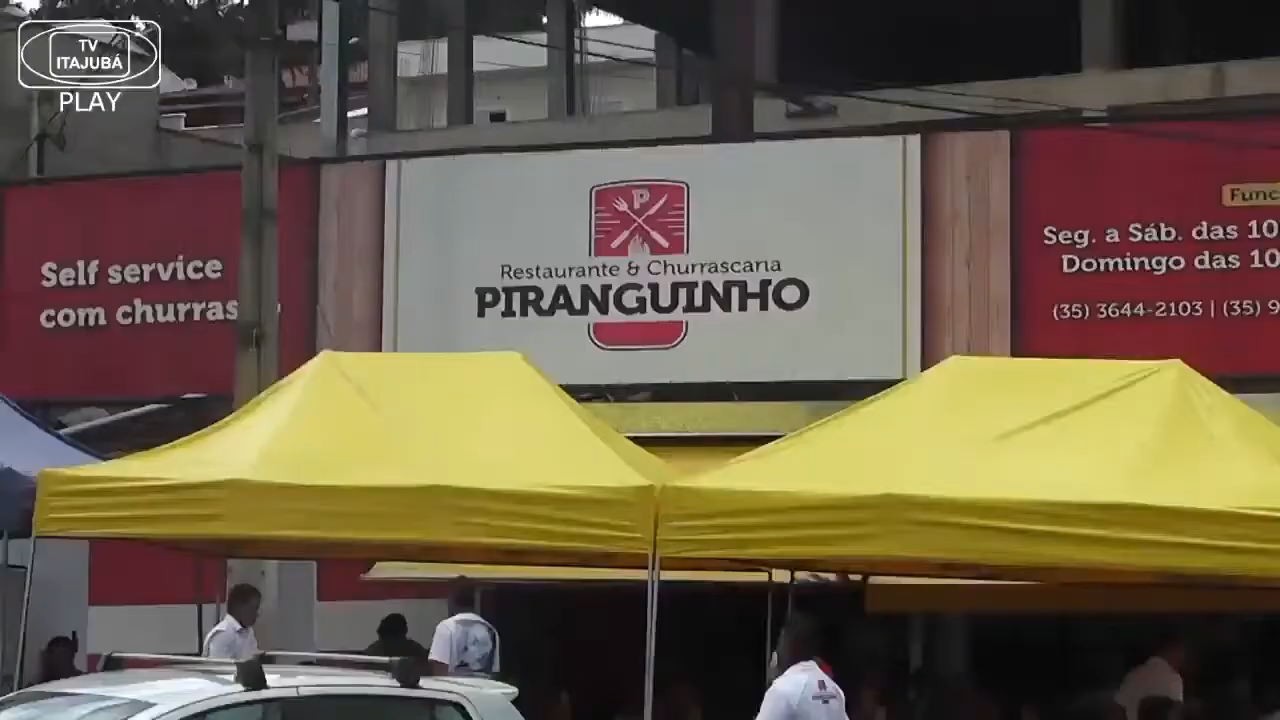 TV
ITAJUBÁ
PLAY
Self service
com churras
P
Restaurante & Churrascaria
PIRANGUINHO
Func
Seg. a Sáb. das 10
Domingo das 10
(35) 3644-2103 | (35) 9